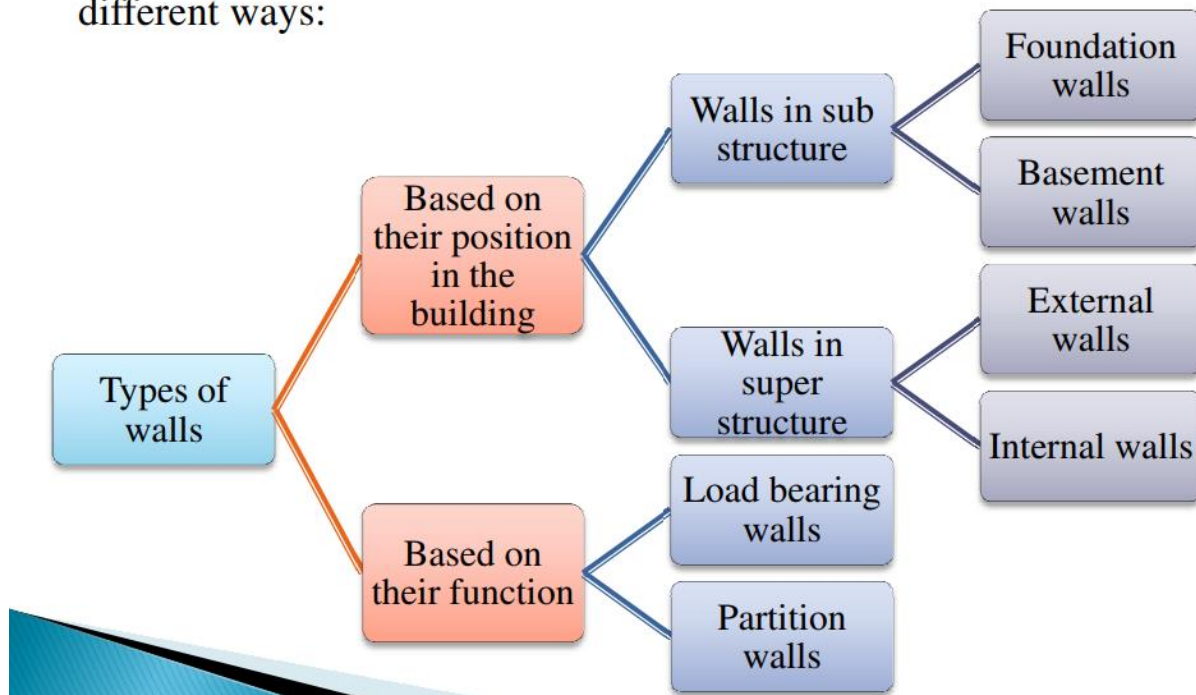 different ways:
Types of
walls
Based on
their position
in the
building
Walls in sub
structure
Foundation
walls
Basement
walls
Walls in
super
structure
External
walls
Internal walls
Based on
their function
Load bearing
walls
Partition
walls